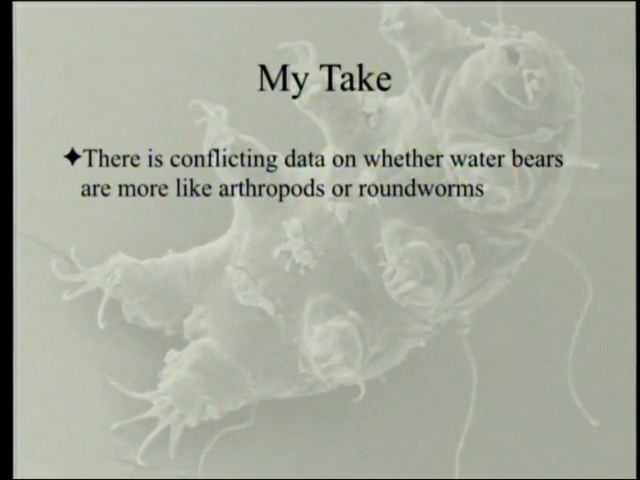 My Take
✦There is conflicting data on whether water bears
are more like arthropods or roundworms